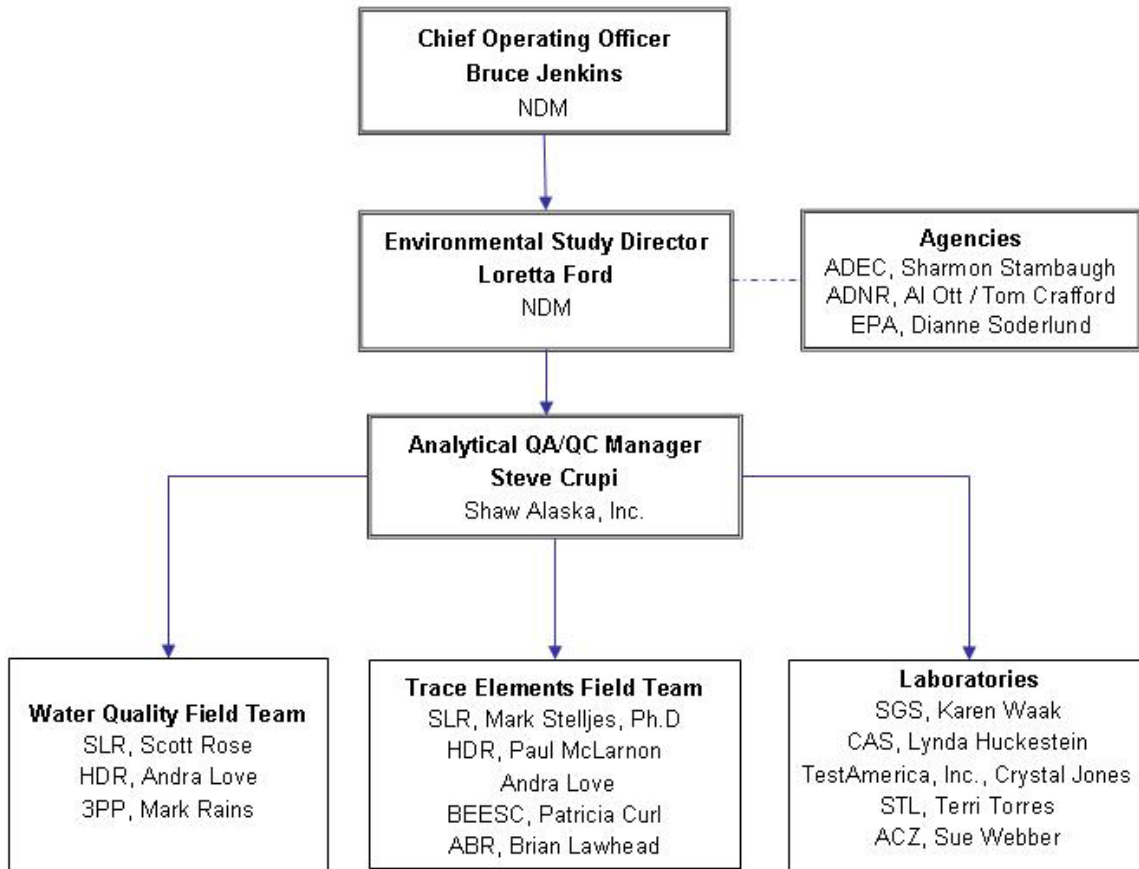 Chief Operating Officer
Bruce Jenkins
NDM
Environmental Study Director
Loretta Ford
NDM
Agencies
ADEC, Sharmon Stambaugh
ADNR, Al Ott / Tom Crafford
EPA, Dianne Soderlund
Analytical QA/QC Manager
Steve Crupi
Shaw Alaska, Inc.
Water Quality Field Team
SLR, Scott Rose
HDR, Andra Love
3PP, Mark Rains
Trace Elements Field Team
SLR, Mark Stelljes, Ph.D
HDR, Paul McLarnon
Andra Love
BEESC, Patricia Curl
ABR, Brian Lawhead
Laboratories
SGS, Karen Waak
CAS, Lynda Huckestein
TestAmerica, Inc., Crystal Jones
STL, Terri Torres
ACZ, Sue Webber